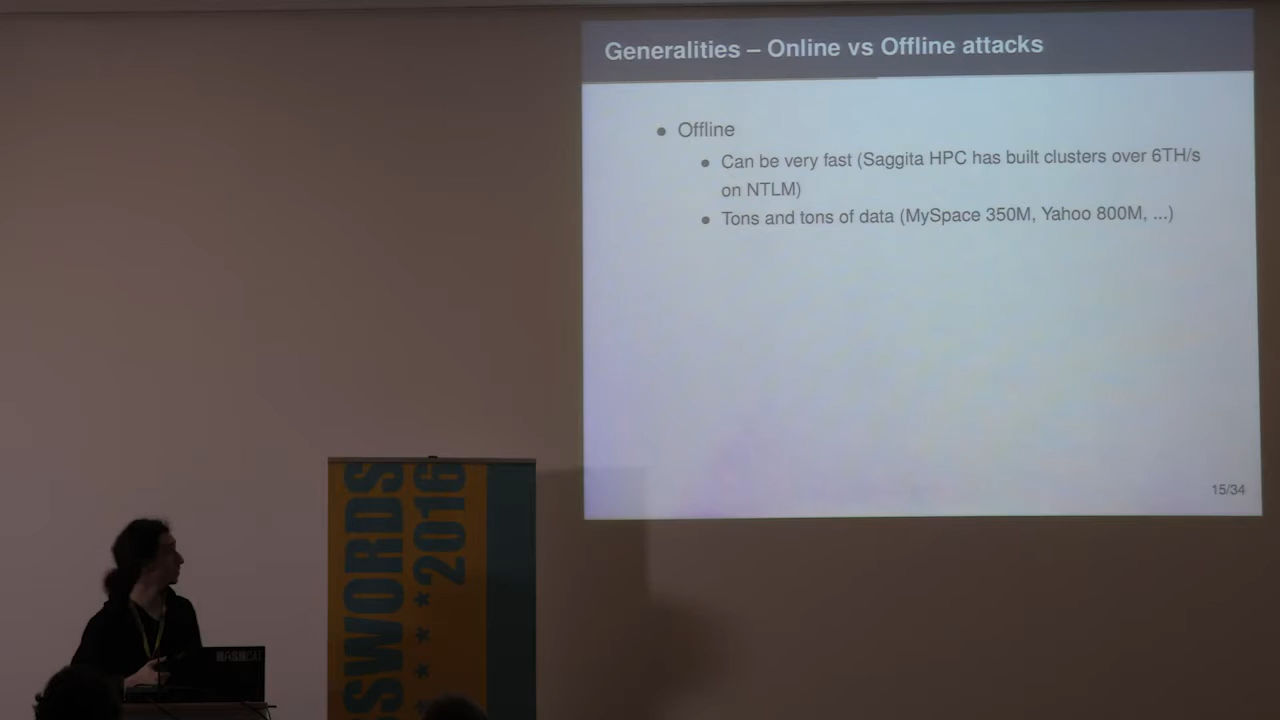 Generalities – Online vs Offline attacks
• Offline
• Can be very fast (Saggita HPC has built clusters over 6TH/s
on NTLM)
• Tons and tons of data (MySpace 350M, Yahoo 800M, ...)
15/34
SWORDS
* * * *2016
HASHCAT